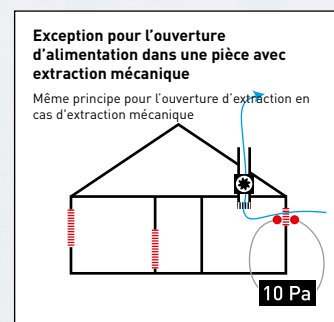 Exception pour l'ouverture
d'alimentation dans une pièce avec
extraction mécanique
Même principe pour l'ouverture d'extraction en
cas d'extraction mécanique
10 Pa